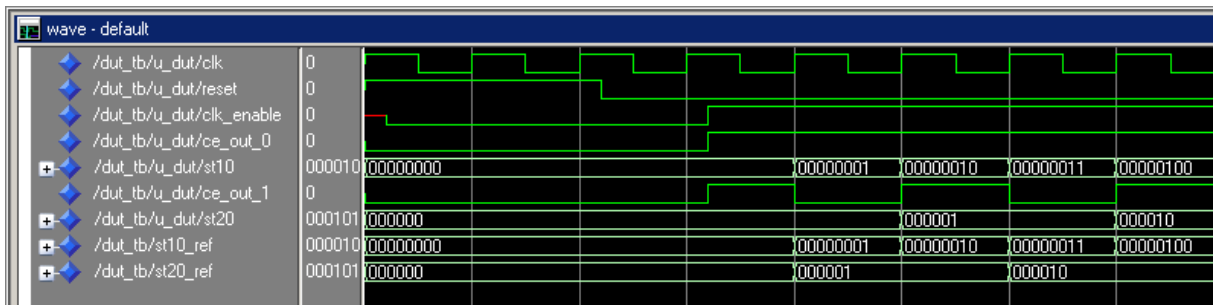 wave - default
/dut_tb/u_dut/clk 0
/dut_tb/u_dut/reset 0
/dut_tb/u_dut/clk_enable 0
/dut_tb/u_dut/ce_out_0 0
/dut_tb/u_dut/st10 000010 00000000 00000001 00000010 00000011 00000100
/dut_tb/u_dut/ce_out_1 0
/dut_tb/u_dut/st20 000101 000000 000001 000010
/dut_tb/st10_ref 000010 00000000 00000001 00000010 00000011 00000100
/dut_tb/st20_ref 000101 000000 000001 000010